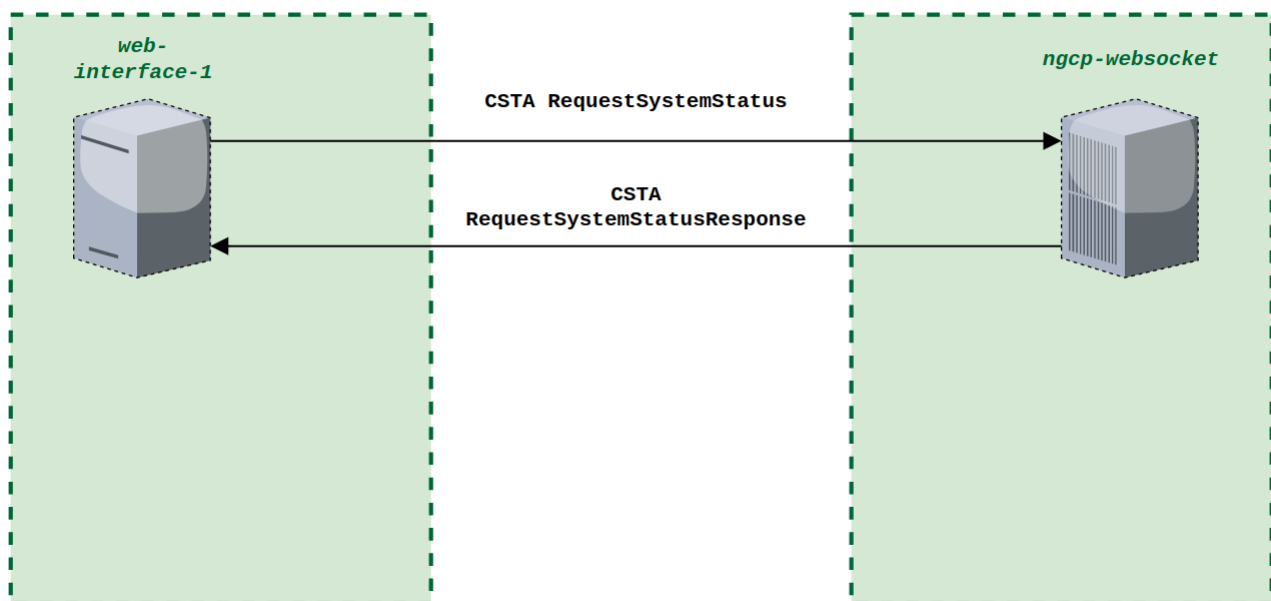 web-
interface-1
ngcp-websocket
CSTA RequestSystemStatus
CSTA
RequestSystemStatusResponse